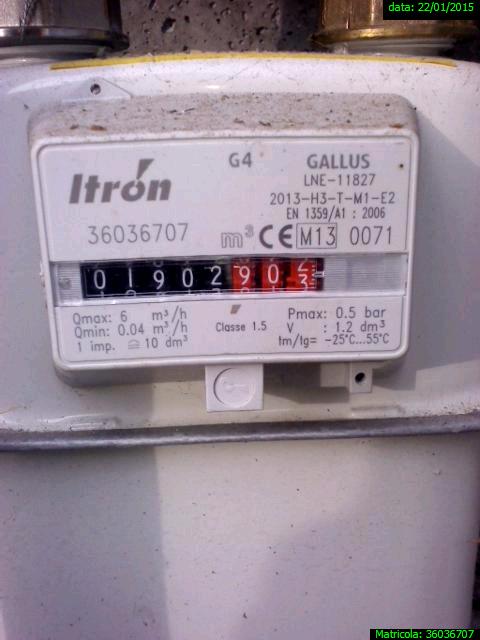 data: 22/01/2015
Itrón
G4
GALLUS
LNE-11827
2013-H3-T-M1-E2
EN 1359/A1 : 2006
36036707
m³ CE M13 0071
01902902
Qmax: 6 m³/h
Qmin: 0.04 m³/h
1 imp. ≅ 10 dm³
Classe 1.5
Pmax: 0.5 bar
V : 1.2 dm³
tm/tg= -25°C...55°C
Matricola: 36036707